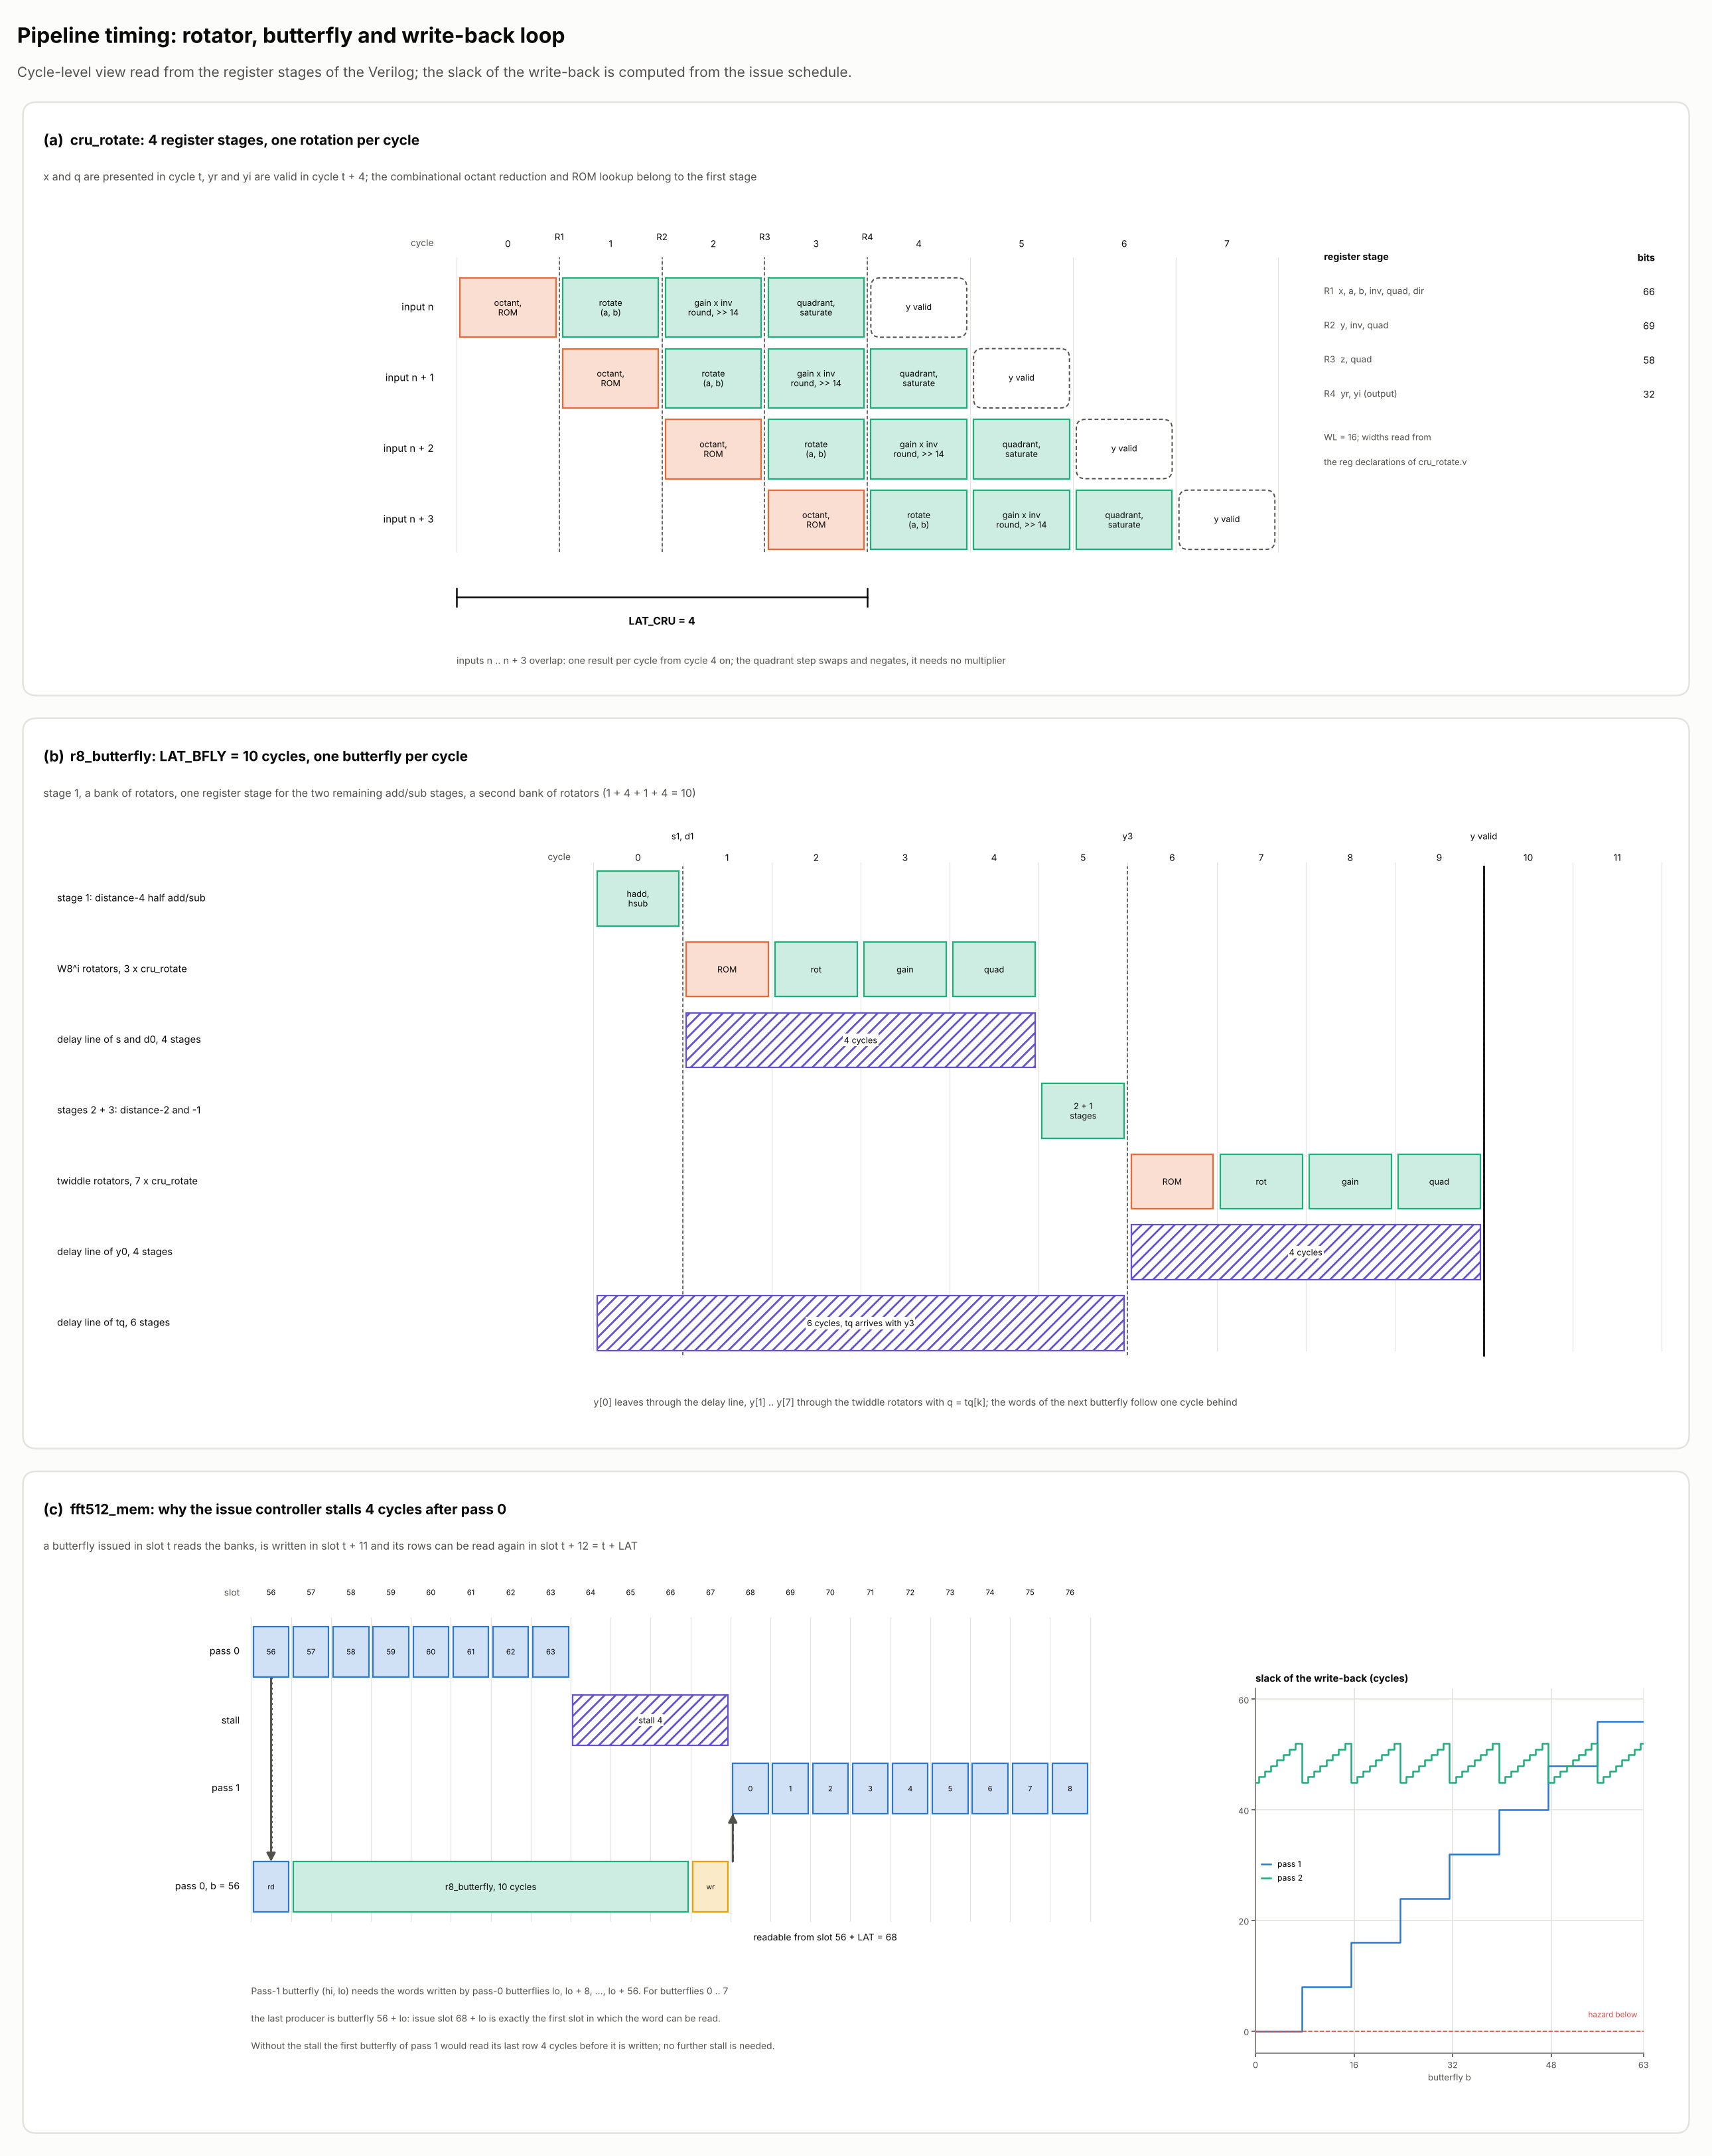 Pipeline timing: rotator, butterfly and write-back loop
Cycle-level view read from the register stages of the Verilog; the slack of the write-back is computed from the issue schedule.
(a) cru_rotate: 4 register stages, one rotation per cycle
x and q are presented in cycle t, yr and yi are valid in cycle t + 4; the combinational octant reduction and ROM lookup belong to the first stage
R1 R2 R3 R4
cycle 0 1 2 3 4 5 6 7
input n
octant,
ROM
rotate
(a, b)
gain x inv
round, >> 14
quadrant,
saturate
y valid
input n + 1
octant,
ROM
rotate
(a, b)
gain x inv
round, >> 14
quadrant,
saturate
y valid
input n + 2
octant,
ROM
rotate
(a, b)
gain x inv
round, >> 14
quadrant,
saturate
y valid
input n + 3
octant,
ROM
rotate
(a, b)
gain x inv
round, >> 14
quadrant,
saturate
y valid
register stage bits
R1 x, a, b, inv, quad, dir 66
R2 y, inv, quad 69
R3 z, quad 58
R4 yr, yi (output) 32
WL = 16; widths read from
the reg declarations of cru_rotate.v
LAT_CRU = 4
inputs n .. n + 3 overlap: one result per cycle from cycle 4 on; the quadrant step swaps and negates, it needs no multiplier
(b) r8_butterfly: LAT_BFLY = 10 cycles, one butterfly per cycle
stage 1, a bank of rotators, one register stage for the two remaining add/sub stages, a second bank of rotators (1 + 4 + 1 + 4 = 10)
s1, d1 y3 y valid
cycle 0 1 2 3 4 5 6 7 8 9 10 11
stage 1: distance-4 half add/sub
hadd,
hsub
W8^i rotators, 3 x cru_rotate
ROM rot gain quad
delay line of s and d0, 4 stages
4 cycles
stages 2 + 3: distance-2 and -1
2 + 1
stages
twiddle rotators, 7 x cru_rotate
ROM rot gain quad
delay line of y0, 4 stages
4 cycles
delay line of tq, 6 stages
6 cycles, tq arrives with y3
y[0] leaves through the delay line, y[1] .. y[7] through the twiddle rotators with q = tq[k]; the words of the next butterfly follow one cycle behind
(c) fft512_mem: why the issue controller stalls 4 cycles after pass 0
a butterfly issued in slot t reads the banks, is written in slot t + 11 and its rows can be read again in slot t + 12 = t + LAT
slot 56 57 58 59 60 61 62 63 64 65 66 67 68 69 70 71 72 73 74 75 76
pass 0 56 57 58 59 60 61 62 63
stall stall 4
pass 1 0 1 2 3 4 5 6 7 8
pass 0, b = 56 rd r8_butterfly, 10 cycles wr
readable from slot 56 + LAT = 68
Pass-1 butterfly (hi, lo) needs the words written by pass-0 butterflies lo, lo + 8, ..., lo + 56. For butterflies 0 .. 7
the last producer is butterfly 56 + lo: issue slot 68 + lo is exactly the first slot in which the word can be read.
Without the stall the first butterfly of pass 1 would read its last row 4 cycles before it is written; no further stall is needed.
slack of the write-back (cycles)
60
40
20
0
pass 1
pass 2
hazard below
0 16 32 48 63
butterfly b